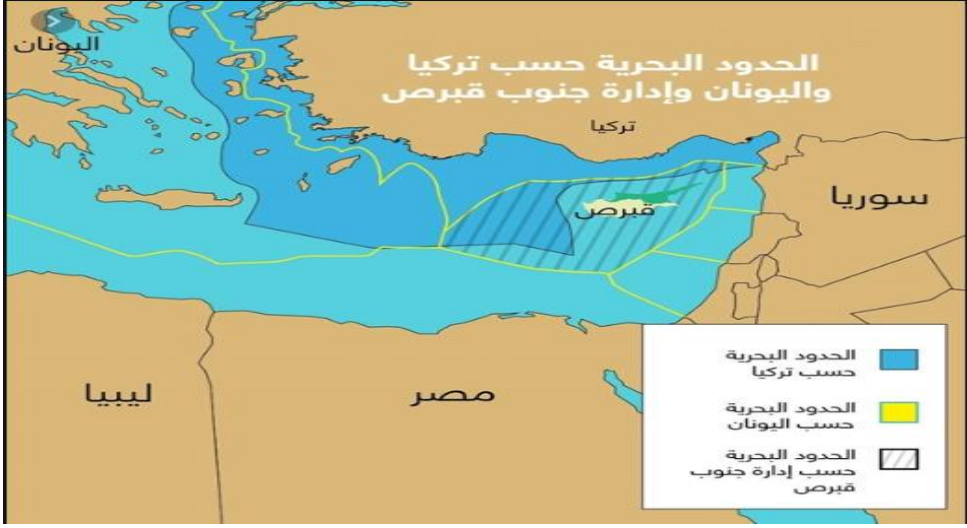 اليونان
الحدود البحرية حسب تركيا
واليونان وإدارة جنوب قبرص
تركيا
سوريا
قبرص
ليبيا
مصر
الحدود البحرية
حسب تركيا
الحدود البحرية
حسب اليونان
الحدود البحرية
حسب إدارة جنوب
قبرص